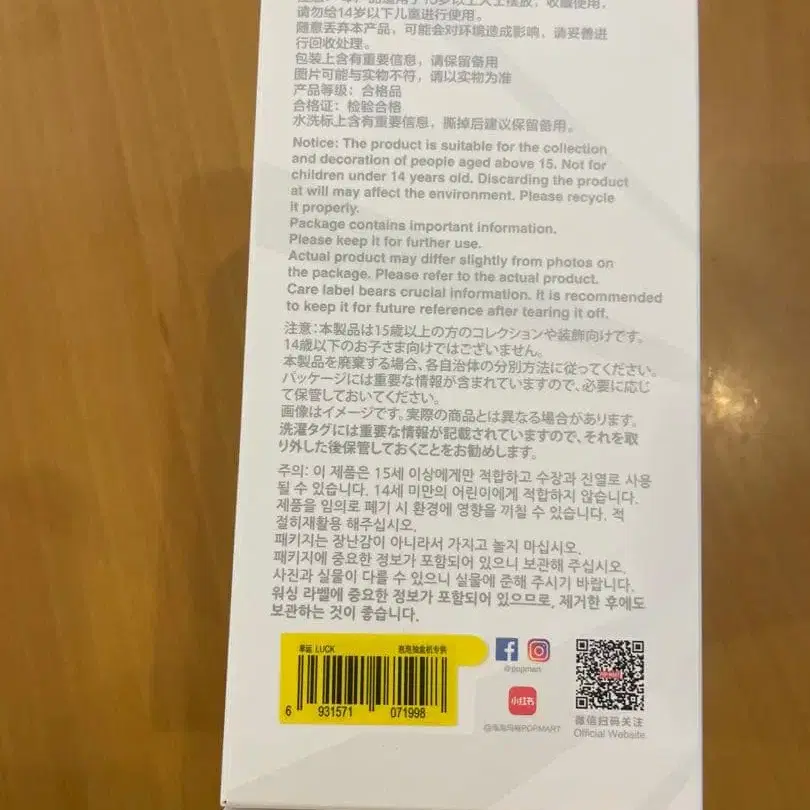 请勿给14岁以下儿童进行使用。
随意丢弃本产品，可能会对环境造成影响，请妥善进
行回收处理。
包装上含有重要信息，请保留备用
图片可能与实物不符，请以实物为准
产品等级：合格品
合格证：检验合格
水洗标上含有重要信息，撕掉后建议保留备用。
Notice: The product is suitable for the collection
and decoration of people aged above 15. Not for
children under 14 years old. Discarding the product
at will may affect the environment. Please recycle
it properly.
Package contains important information.
Please keep it for further use.
Actual product may differ slightly from photos on
the package. Please refer to the actual product.
Care label bears crucial information. It is recommended
to keep it for future reference after tearing it off.
注意：本製品は15歳以上の方のコレクションや装飾向けです。
14歳以下のお子さま向けではございません。
本製品を廃棄する場合、各自治体の分別方法に従ってください。
パッケージには重要な情報が含まれていますので、必要に応じ
て保管しておいてください。
画像はイメージです。実際の商品とは異なる場合があります。
洗濯タグには重要な情報が記載されていますので、それを取
り外した後保管しておくことをお勧めします。
주의: 이 제품은 15세 이상에게만 적합하고 수장과 진열로 사용
될 수 있습니다. 14세 미만의 어린이에게 적합하지 않습니다.
제품을 임의로 폐기 시 환경에 영향을 끼칠 수 있습니다. 적
절히재활용 해주십시오.
패키지는 장난감이 아니라서 가지고 놀지 마십시오.
패키지에 중요한 정보가 포함되어 있으니 보관해 주십시오.
사진과 실물이 다를 수 있으니 실물에 준해 주시기 바랍니다.
워싱 라벨에 중요한 정보가 포함되어 있으므로, 제거한 후에도
보관하는 것이 좋습니다.
幸运 LUCK 泡泡抽盒机专供
6 931571 071998
@popmart
小红书
@泡泡玛特POPMART
微信扫码关注
Official Website